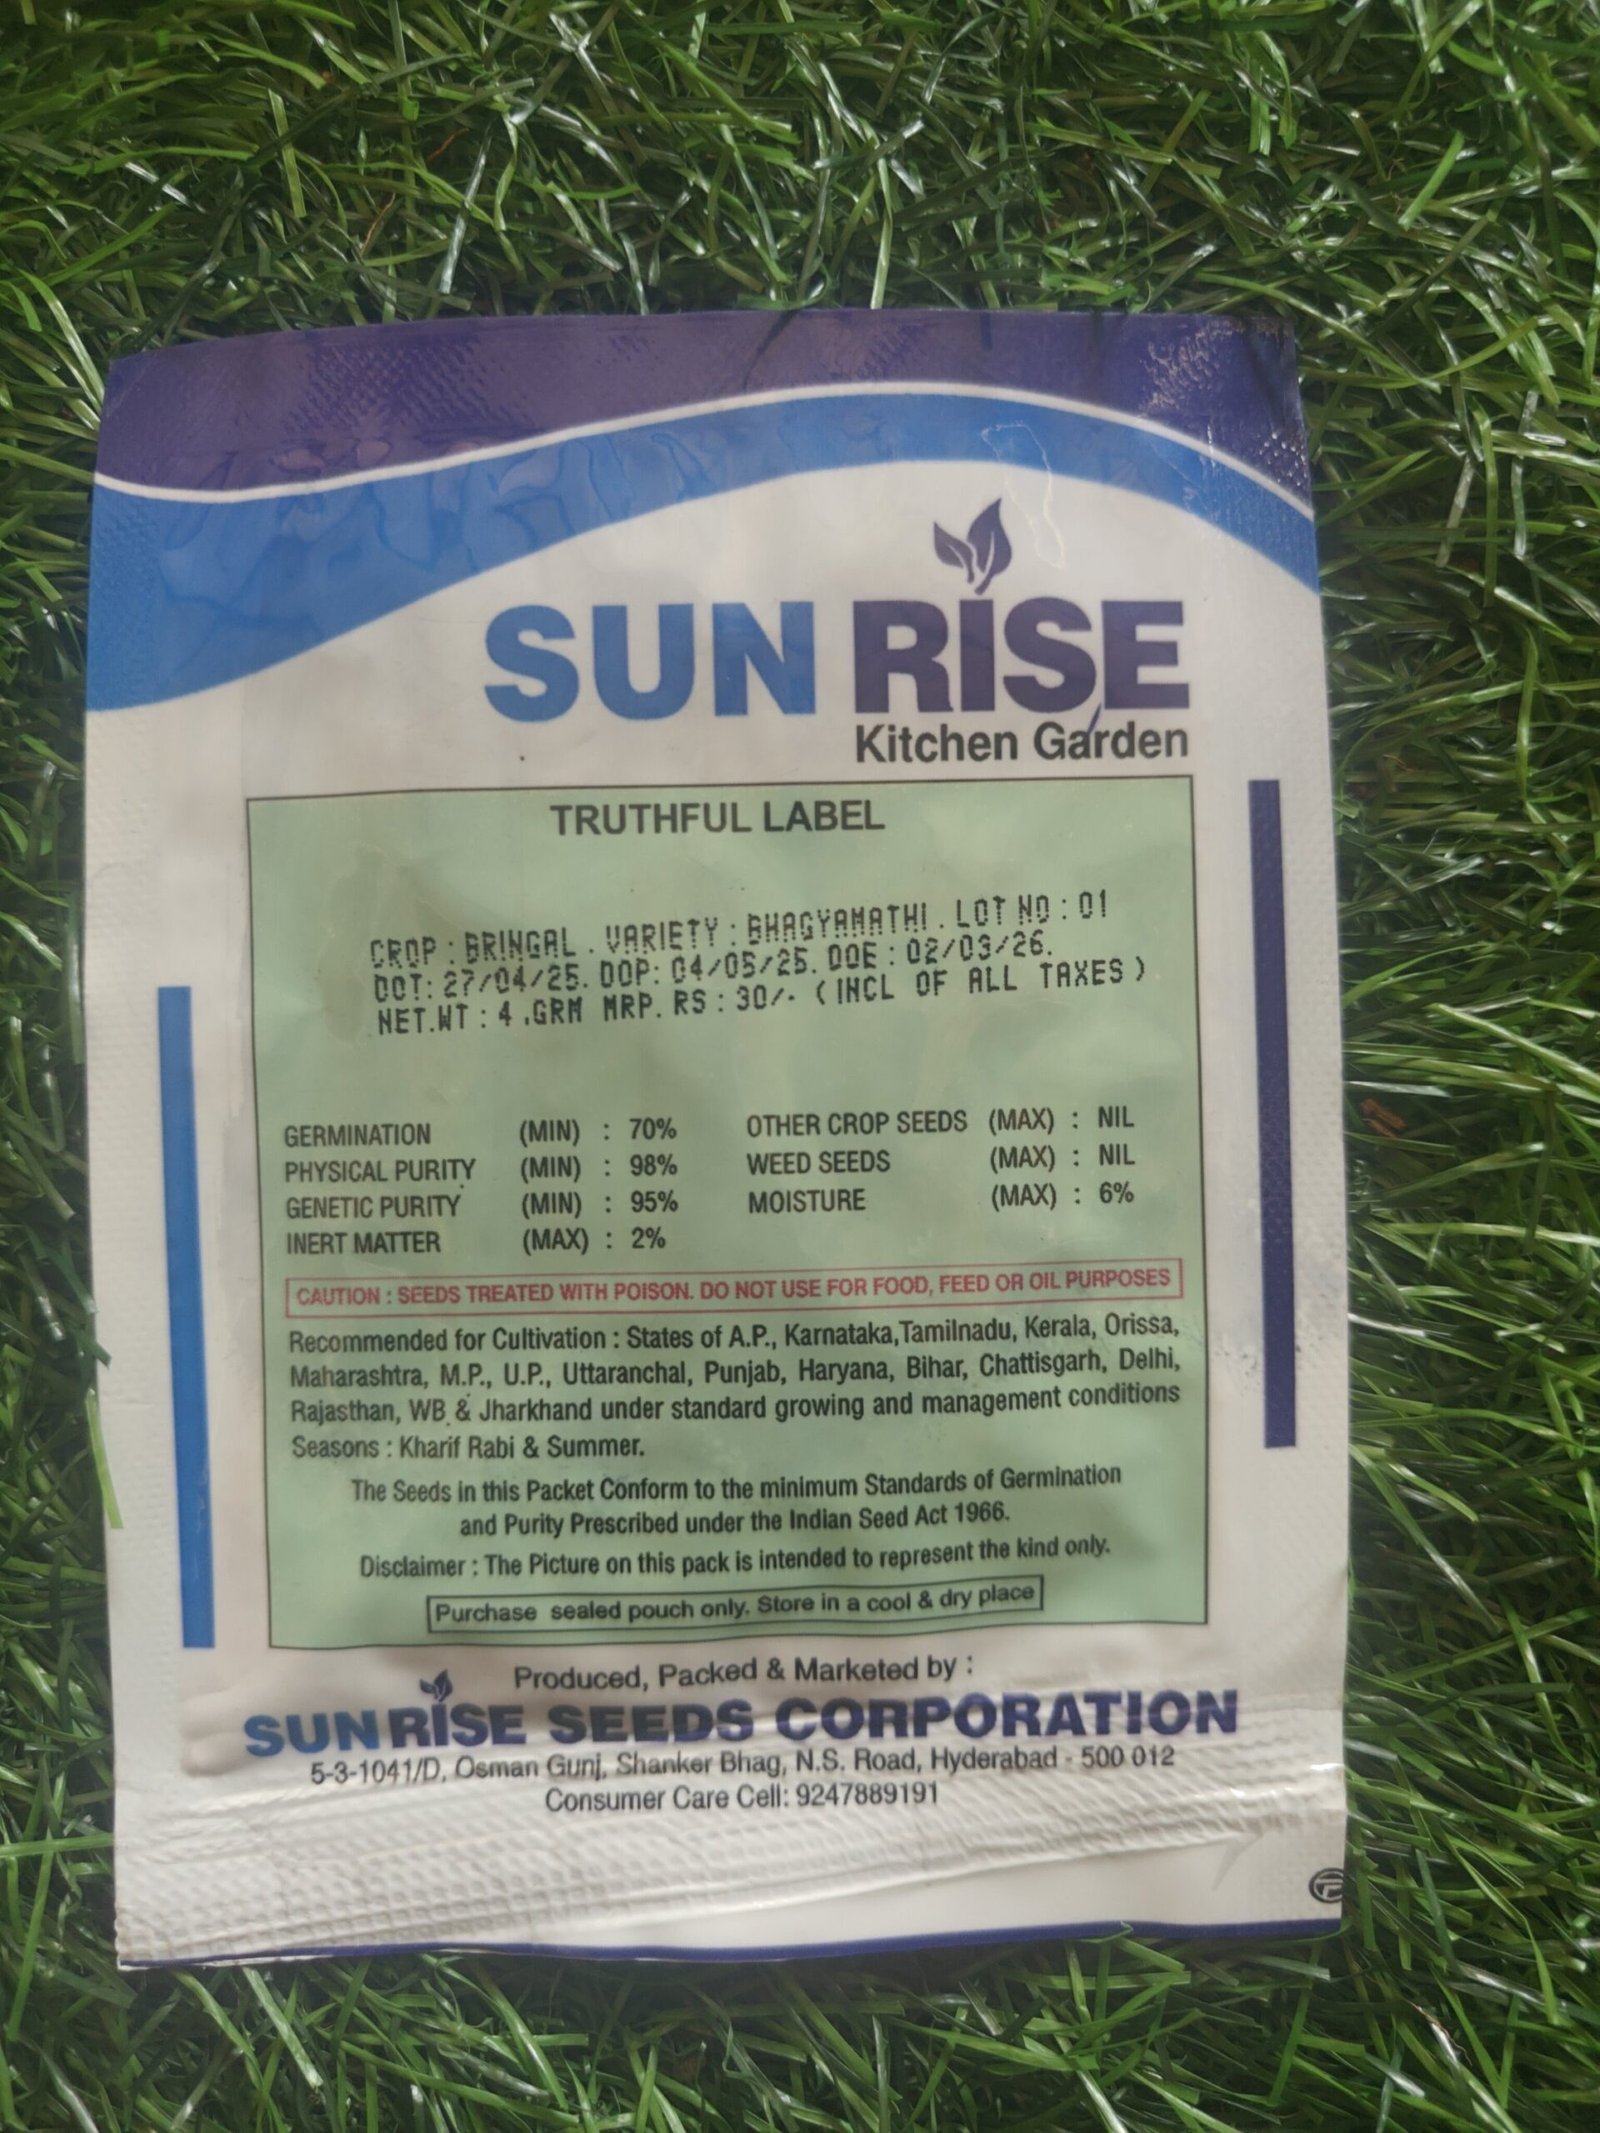 SUN RISE
Kitchen Garden
TRUTHFUL LABEL
CROP : BRINGAL . VARIETY : BHAGYAMATHI . LOT NO : 01
DOT: 27/04/25. DOP: 04/05/25. DOE : 02/03/26.
NET.WT : 4 .GRM MRP. RS : 30/- ( INCL OF ALL TAXES )
GERMINATION (MIN) : 70% OTHER CROP SEEDS (MAX) : NIL
PHYSICAL PURITY (MIN) : 98% WEED SEEDS (MAX) : NIL
GENETIC PURITY (MIN) : 95% MOISTURE (MAX) : 6%
INERT MATTER (MAX) : 2%
CAUTION : SEEDS TREATED WITH POISON. DO NOT USE FOR FOOD, FEED OR OIL PURPOSES
Recommended for Cultivation : States of A.P., Karnataka,Tamilnadu, Kerala, Orissa,
Maharashtra, M.P., U.P., Uttaranchal, Punjab, Haryana, Bihar, Chattisgarh, Delhi,
Rajasthan, WB & Jharkhand under standard growing and management conditions
Seasons : Kharif Rabi & Summer.
The Seeds in this Packet Conform to the minimum Standards of Germination
and Purity Prescribed under the Indian Seed Act 1966.
Disclaimer : The Picture on this pack is intended to represent the kind only.
Purchase sealed pouch only. Store in a cool & dry place
Produced, Packed & Marketed by :
SUNRISE SEEDS CORPORATION
5-3-1041/D, Osman Gunj, Shanker Bhag, N.S. Road, Hyderabad - 500 012
Consumer Care Cell: 9247889191